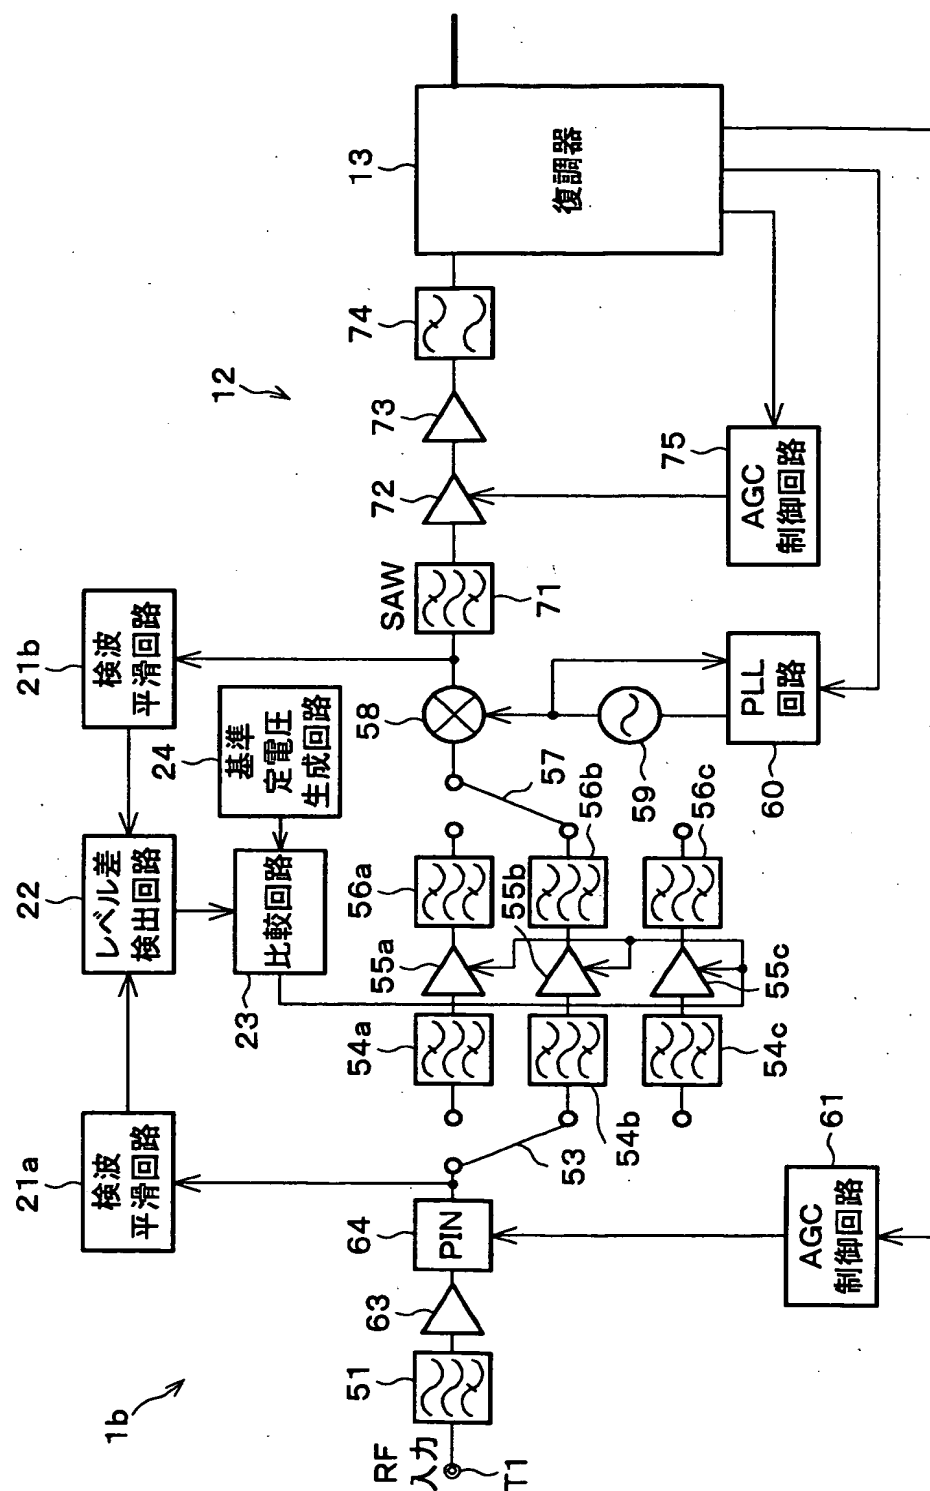 1b
RF
入力
T1
51
63
64
PIN
21a
検波
平滑回路
22
レベル差
検出回路
21b
検波
平滑回路
23
比較回路
24
基準
定電圧
生成回路
53
54a
54b
54c
55a
55b
55c
56a
56b
56c
57
58
59
60
PLL
回路
61
AGC
制御回路
12
SAW
71
72
73
74
75
AGC
制御回路
13
復調器